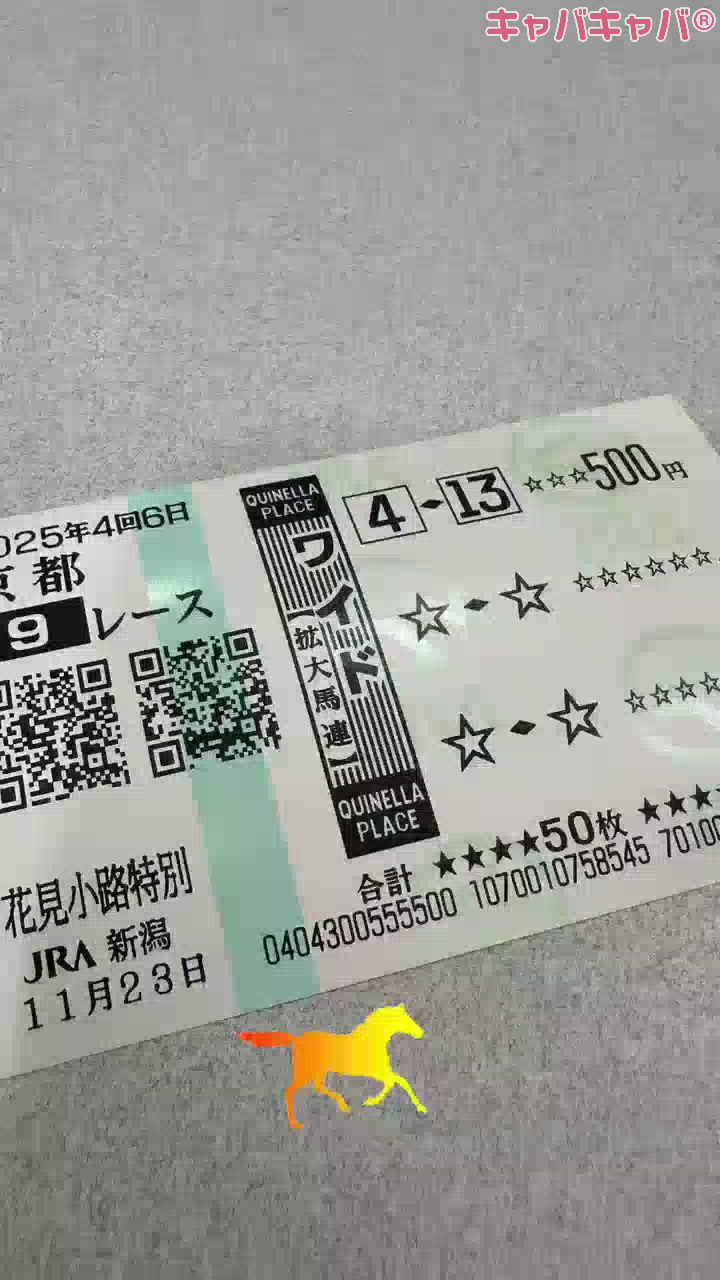 キャバキャバ®
025年4回6日
京都
9レース
QUINELLA PLACE
ワイド
【拡大馬連】
QUINELLA PLACE
4-13 ☆☆☆500円
☆-☆ ☆☆☆☆☆☆
☆-☆ ☆☆☆☆
花見小路特別
JRA 新潟
11月23日
合計 ★★★★50枚 ★★★
0404300555500 1070010758545 70100